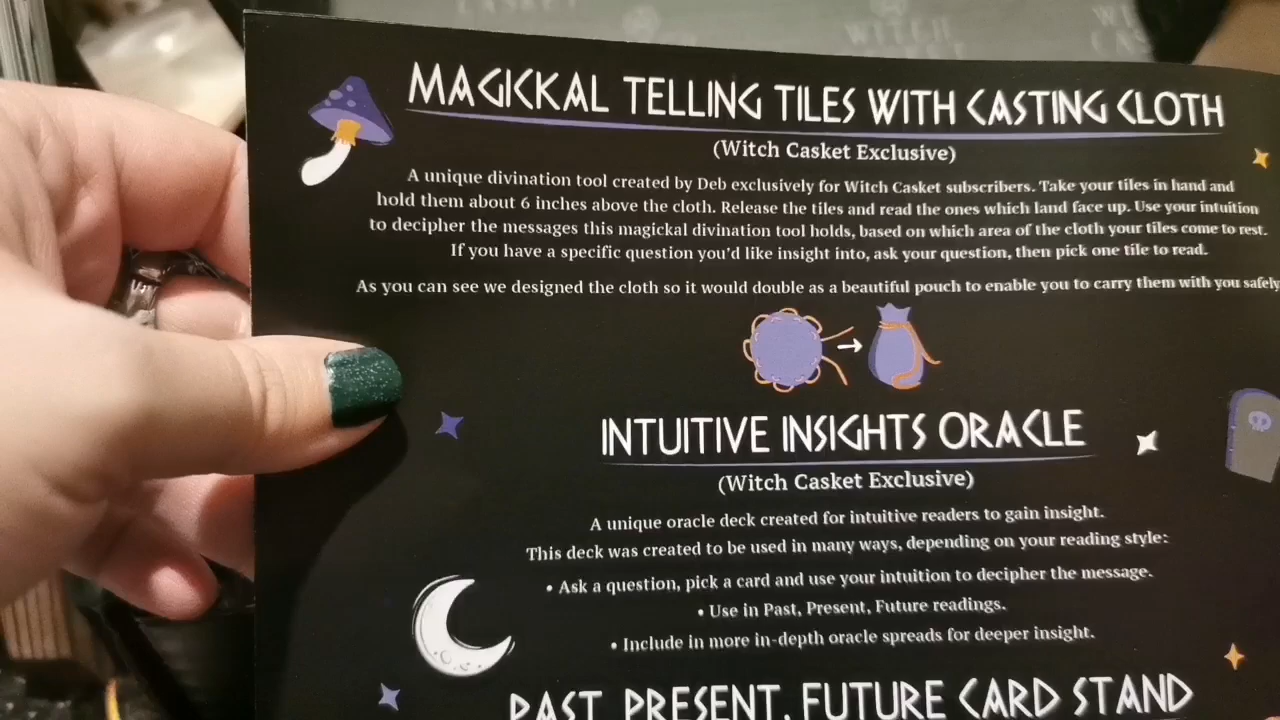 WITCH
MAGICKAL TELLING TILES WITH CASTING CLOTH
(Witch Casket Exclusive)
A unique divination tool created by Deb exclusively for Witch Casket subscribers. Take your tiles in hand and
hold them about 6 inches above the cloth. Release the tiles and read the ones which land face up. Use your intuition
to decipher the messages this magickal divination tool holds, based on which area of the cloth your tiles come to rest.
If you have a specific question you'd like insight into, ask your question, then pick one tile to read.
As you can see we designed the cloth so it would double as a beautiful pouch to enable you to carry them with you safely
INTUITIVE INSIGHTS ORACLE
(Witch Casket Exclusive)
A unique oracle deck created for intuitive readers to gain insight.
This deck was created to be used in many ways, depending on your reading style:
• Ask a question, pick a card and use your intuition to decipher the message.
• Use in Past, Present, Future readings.
• Include in more in-depth oracle spreads for deeper insight.
PAST, PRESENT, FUTURE CARD STAND